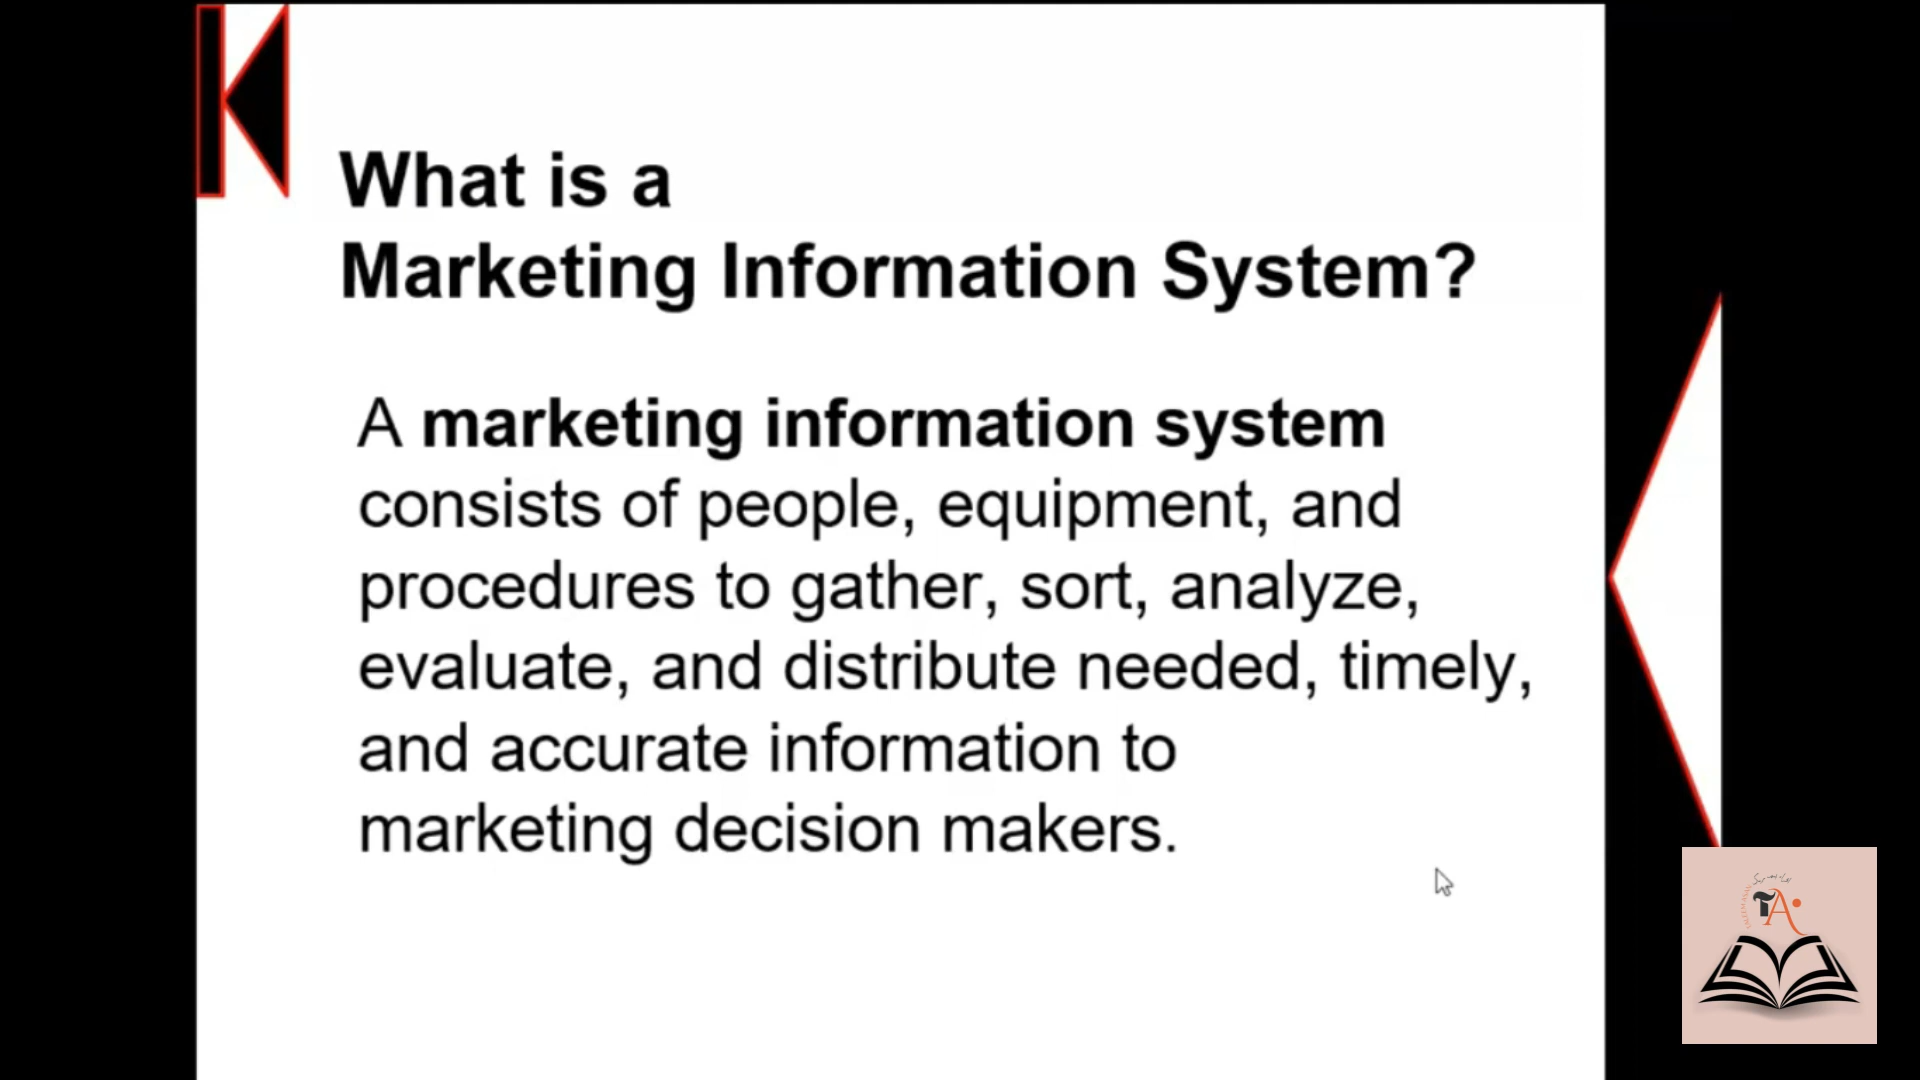 What is a
Marketing Information System?
A marketing information system
consists of people, equipment, and
procedures to gather, sort, analyze,
evaluate, and distribute needed, timely,
and accurate information to
marketing decision makers.